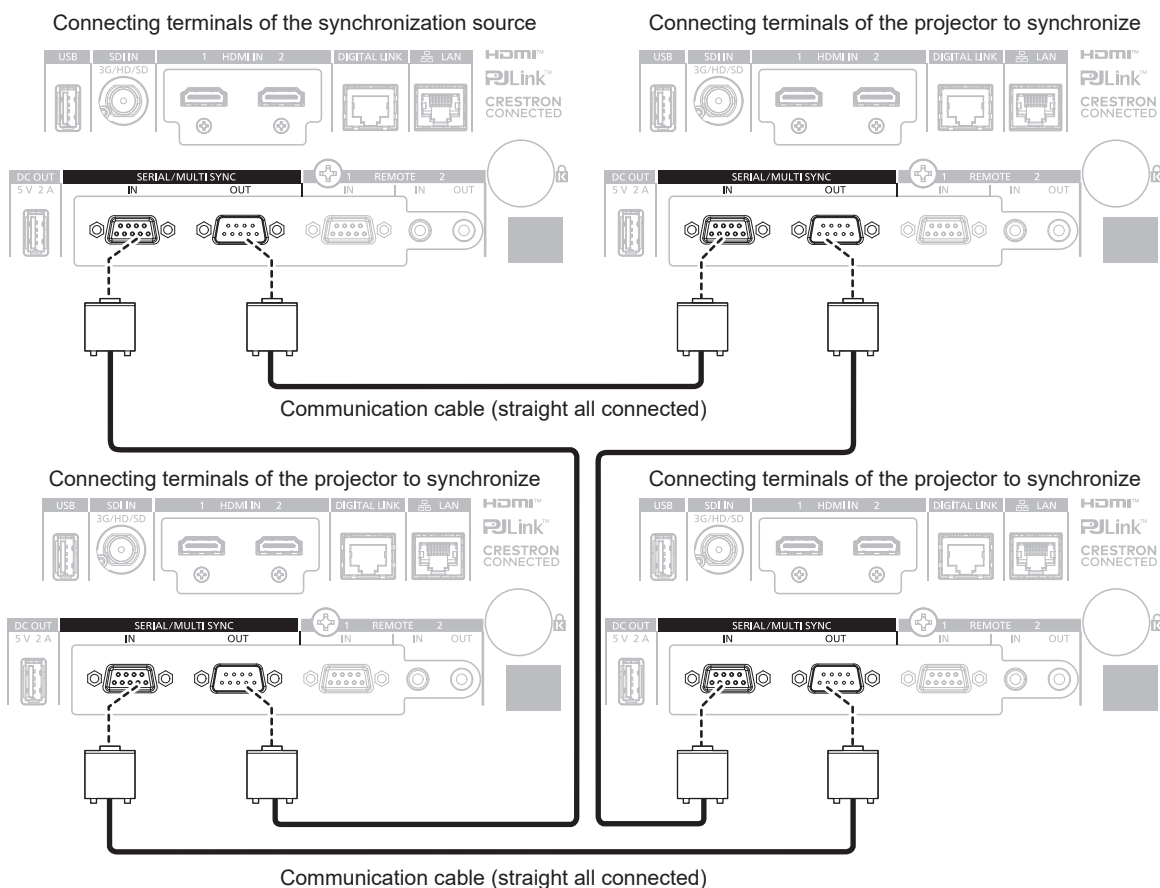 Connecting terminals of the synchronization source
Connecting terminals of the projector to synchronize
USB SDI IN 1 HDMI IN 2 DIGITAL LINK LAN HDMI™
3G/HD/SD
PJLink™
CRESTRON
CONNECTED
USB SDI IN 1 HDMI IN 2 DIGITAL LINK LAN HDMI™
3G/HD/SD
PJLink™
CRESTRON
CONNECTED
DC OUT SERIAL/MULTI SYNC 1 REMOTE 2
5 V 2 A IN OUT IN IN OUT
K
DC OUT SERIAL/MULTI SYNC 1 REMOTE 2
5 V 2 A IN OUT IN IN OUT
K
Communication cable (straight all connected)
Connecting terminals of the projector to synchronize
Connecting terminals of the projector to synchronize
USB SDI IN 1 HDMI IN 2 DIGITAL LINK LAN HDMI™
3G/HD/SD
PJLink™
CRESTRON
CONNECTED
USB SDI IN 1 HDMI IN 2 DIGITAL LINK LAN HDMI™
3G/HD/SD
PJLink™
CRESTRON
CONNECTED
DC OUT SERIAL/MULTI SYNC 1 REMOTE 2
5 V 2 A IN OUT IN IN OUT
K
DC OUT SERIAL/MULTI SYNC 1 REMOTE 2
5 V 2 A IN OUT IN IN OUT
K
Communication cable (straight all connected)